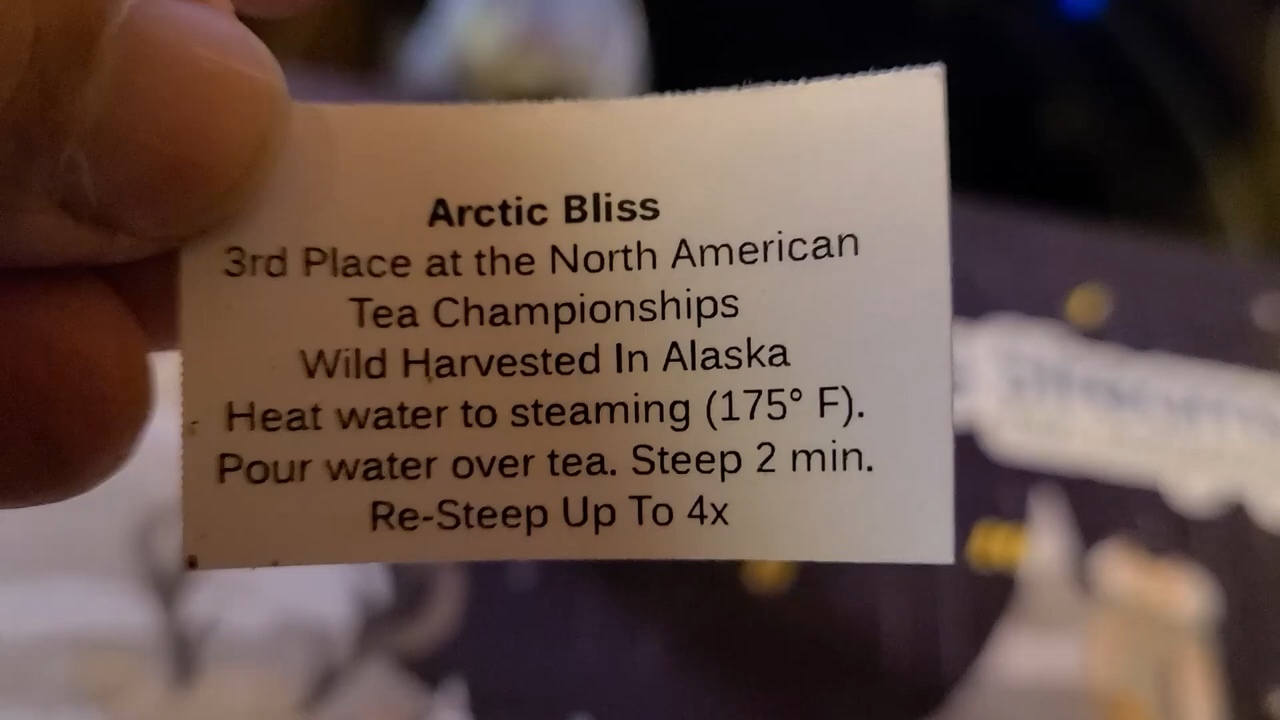 Arctic Bliss
3rd Place at the North American
Tea Championships
Wild Harvested In Alaska
Heat water to steaming (175° F).
Pour water over tea. Steep 2 min.
Re-Steep Up To 4x